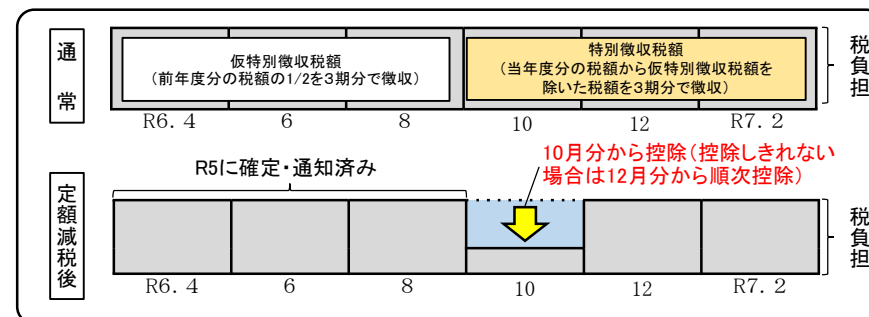 通常
仮特別徴収税額
(前年度分の税額の1/2を3期分で徴収)
特別徴収税額
(当年度分の税額から仮特別徴収税額を
除いた税額を3期分で徴収)
税負担
R6.4 6 8 10 12 R7.2
R5に確定・通知済み
10月分から控除(控除しきれない
場合は12月分から順次控除)
定額減税後
税負担
R6.4 6 8 10 12 R7.2